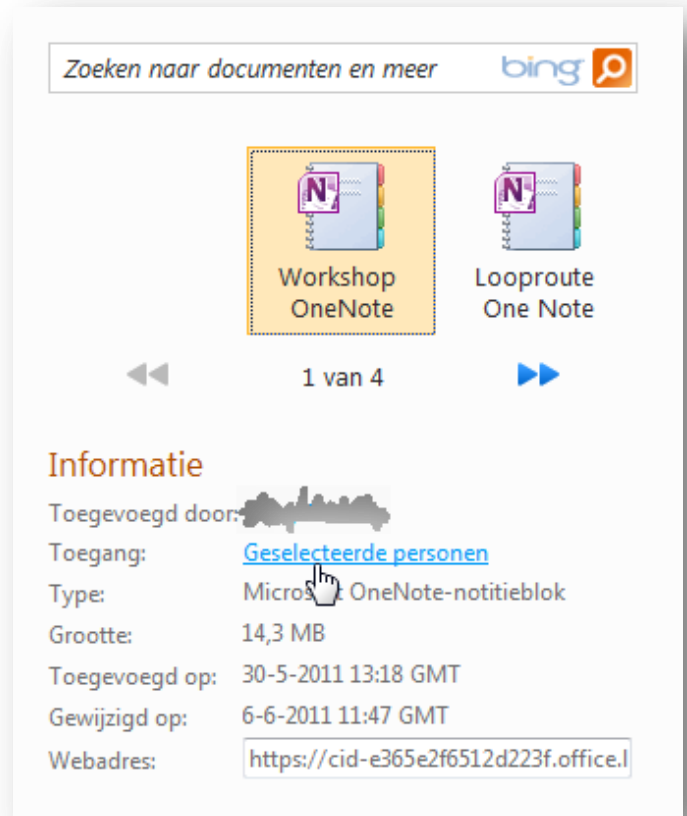 Zoeken naar documenten en meer bing
Workshop OneNote
Looproute One Note
1 van 4
Informatie
Toegevoegd door:
Toegang: Geselecteerde personen
Type: Microsoft OneNote-notitieblok
Grootte: 14,3 MB
Toegevoegd op: 30-5-2011 13:18 GMT
Gewijzigd op: 6-6-2011 11:47 GMT
Webadres: https://cid-e365e2f6512d223f.office.l